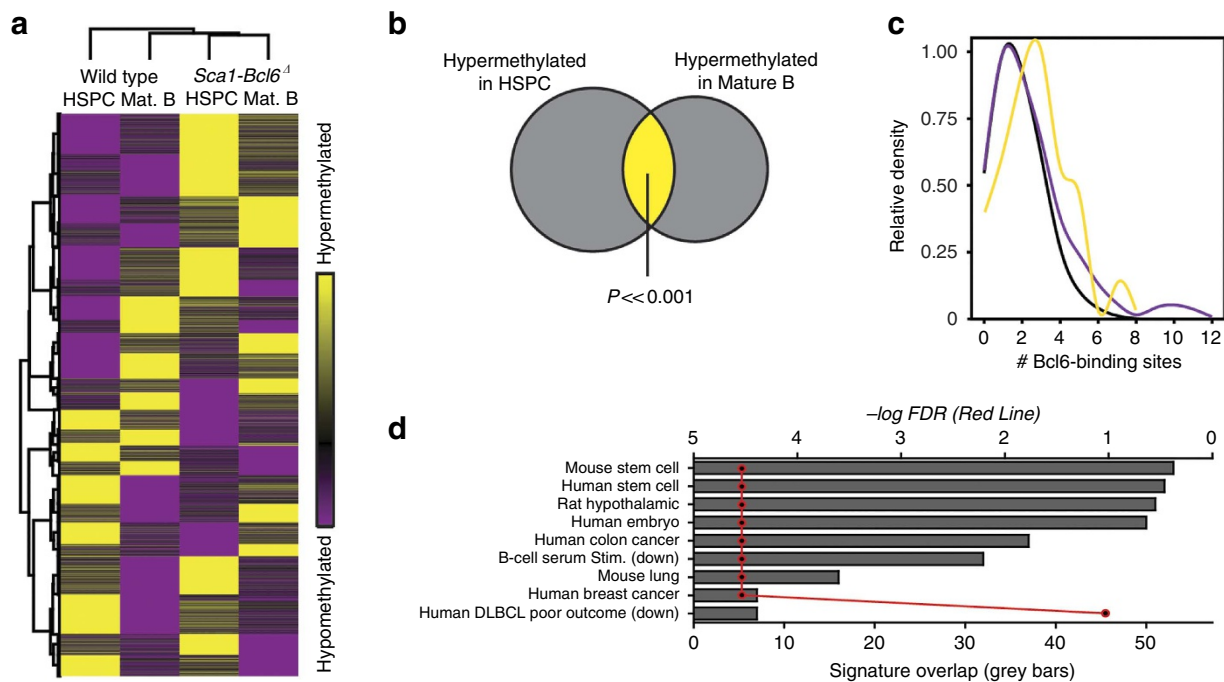 a
Wild type
Sca1-Bcl6Δ
HSPC Mat. B
HSPC Mat. B
Hypermethylated
Hypomethylated
b
Hypermethylated
in HSPC
Hypermethylated
in Mature B
P<<0.001
c
Relative density
1.00
0.75
0.50
0.25
0
0 2 4 6 8 10 12
# Bcl6-binding sites
d
–log FDR (Red Line)
5 4 3 2 1 0
Mouse stem cell
Human stem cell
Rat hypothalamic
Human embryo
Human colon cancer
B-cell serum Stim. (down)
Mouse lung
Human breast cancer
Human DLBCL poor outcome (down)
0 10 20 30 40 50
Signature overlap (grey bars)